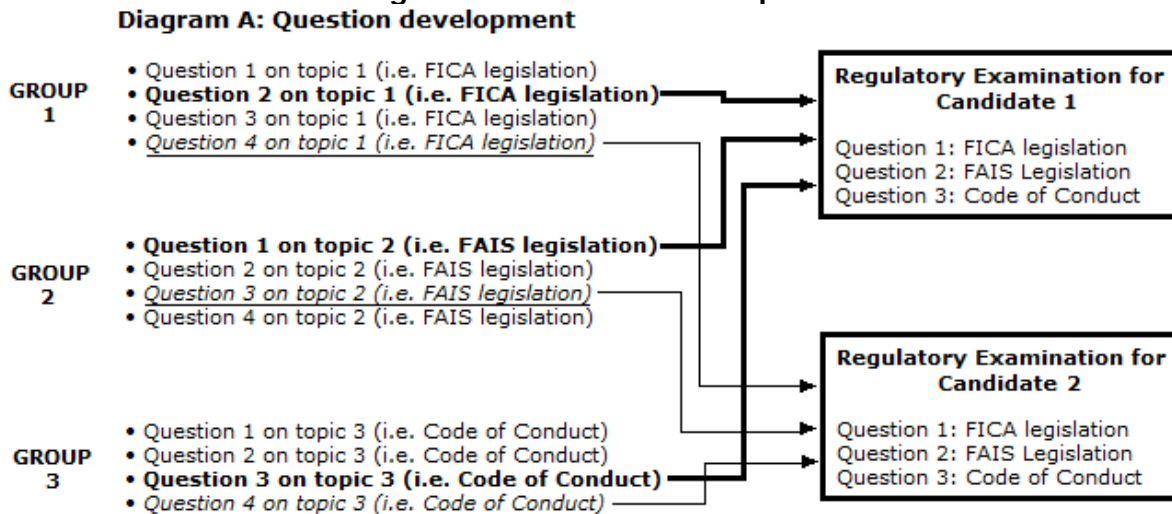 Diagram A: Question development
GROUP
1
• Question 1 on topic 1 (i.e. FICA legislation)
• Question 2 on topic 1 (i.e. FICA legislation)
• Question 3 on topic 1 (i.e. FICA legislation)
• Question 4 on topic 1 (i.e. FICA legislation)
GROUP
2
• Question 1 on topic 2 (i.e. FAIS legislation)
• Question 2 on topic 2 (i.e. FAIS legislation)
• Question 3 on topic 2 (i.e. FAIS legislation)
• Question 4 on topic 2 (i.e. FAIS legislation)
GROUP
3
• Question 1 on topic 3 (i.e. Code of Conduct)
• Question 2 on topic 3 (i.e. Code of Conduct)
• Question 3 on topic 3 (i.e. Code of Conduct)
• Question 4 on topic 3 (i.e. Code of Conduct)
Regulatory Examination for
Candidate 1
Question 1: FICA legislation
Question 2: FAIS Legislation
Question 3: Code of Conduct
Regulatory Examination for
Candidate 2
Question 1: FICA legislation
Question 2: FAIS Legislation
Question 3: Code of Conduct